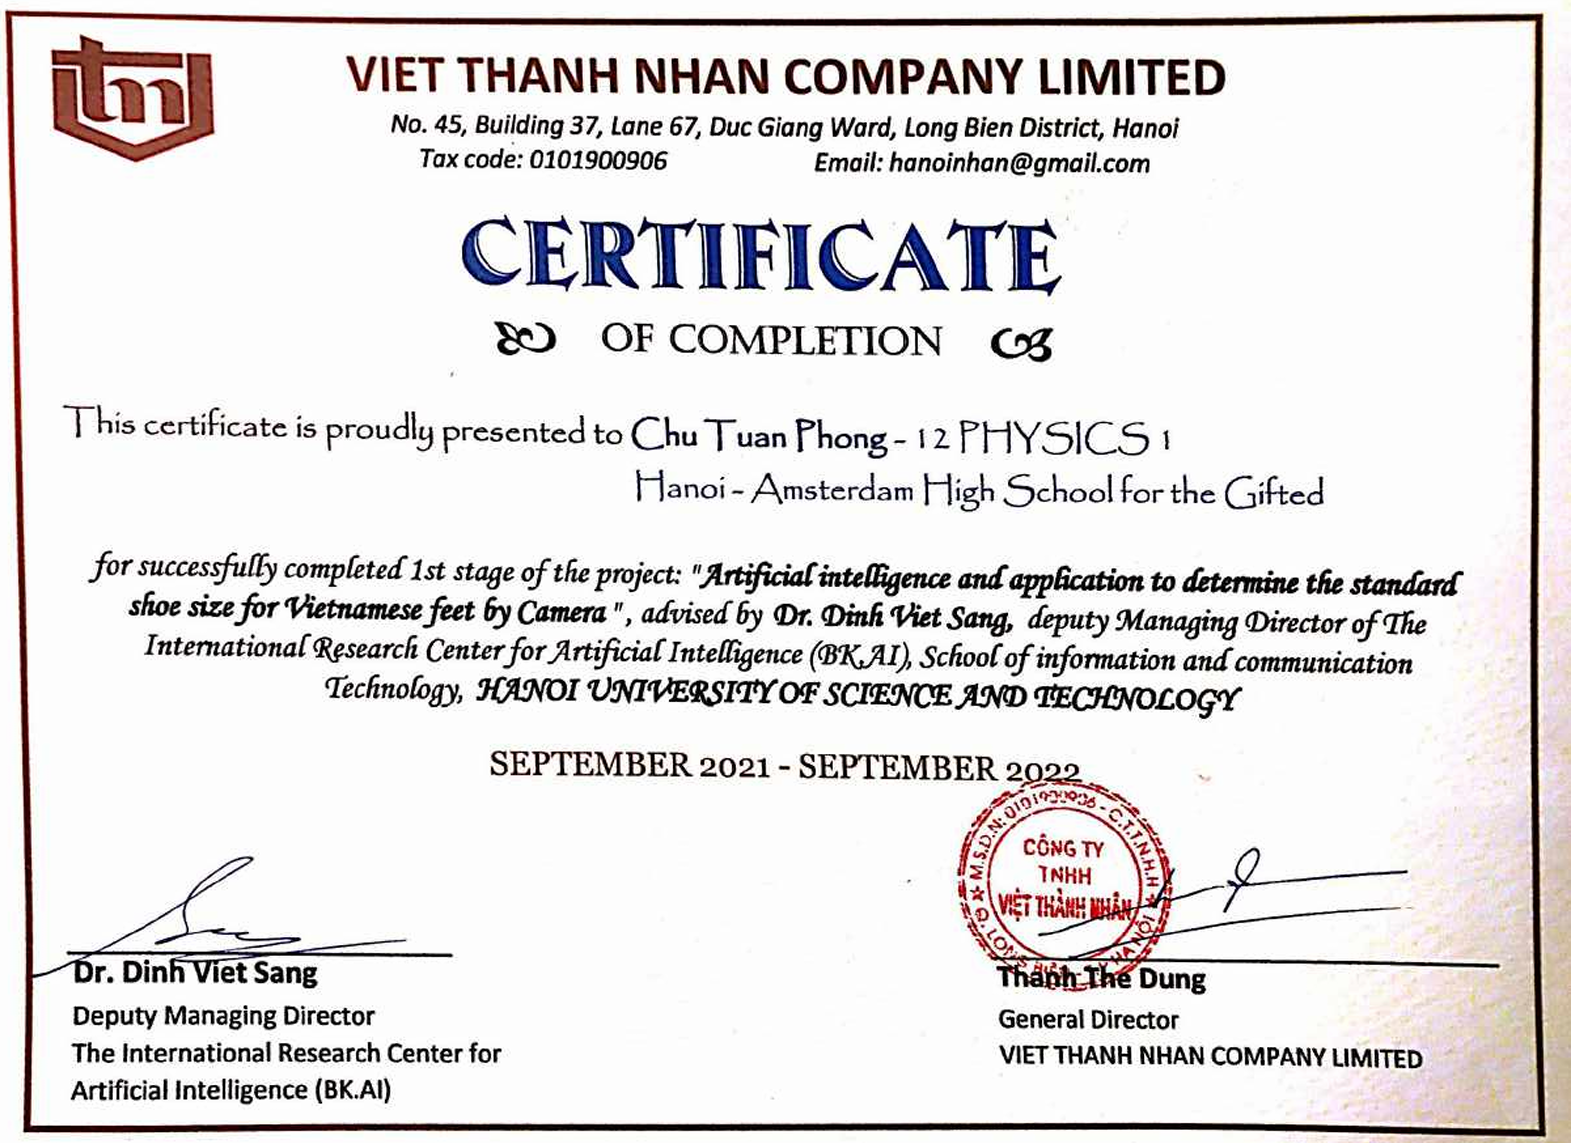 tnv
VIET THANH NHAN COMPANY LIMITED
No. 45, Building 37, Lane 67, Duc Giang Ward, Long Bien District, Hanoi
Tax code: 0101900906 Email: hanoinhan@gmail.com
CERTIFICATE
OF COMPLETION
This certificate is proudly presented to Chu Tuan Phong - 12 PHYSICS 1
Hanoi - Amsterdam High School for the Gifted
for successfully completed 1st stage of the project: "Artificial intelligence and application to determine the standard
shoe size for Vietnamese feet by Camera", advised by Dr. Dinh Viet Sang, deputy Managing Director of The
International Research Center for Artificial Intelligence (BK.AI), School of information and communication
Technology, HANOI UNIVERSITY OF SCIENCE AND TECHNOLOGY
SEPTEMBER 2021 - SEPTEMBER 2022
M.S.D.N: 0101900906 - C.T.T.N.H.H
CÔNG TY
TNHH
VIỆT THÀNH NHÂN
Q. LONG BIÊN - TP HÀ NỘI
Dr. Dinh Viet Sang
Deputy Managing Director
The International Research Center for
Artificial Intelligence (BK.AI)
Thanh The Dung
General Director
VIET THANH NHAN COMPANY LIMITED